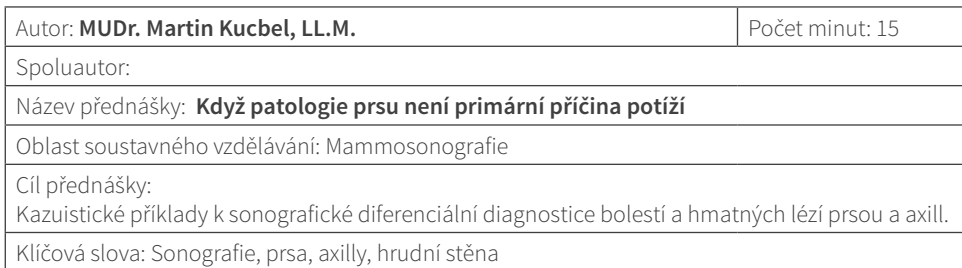 Autor: MUDr. Martin Kucbel, LL.M. Počet minut: 15
Spoluautor:
Název přednášky: Když patologie prsu není primární příčina potíží
Oblast soustavného vzdělávání: Mammosonografie
Cíl přednášky:
Kazuistické příklady k sonografické diferenciální diagnostice bolestí a hmatných lézí prsou a axill.
Klíčová slova: Sonografie, prsa, axilly, hrudní stěna